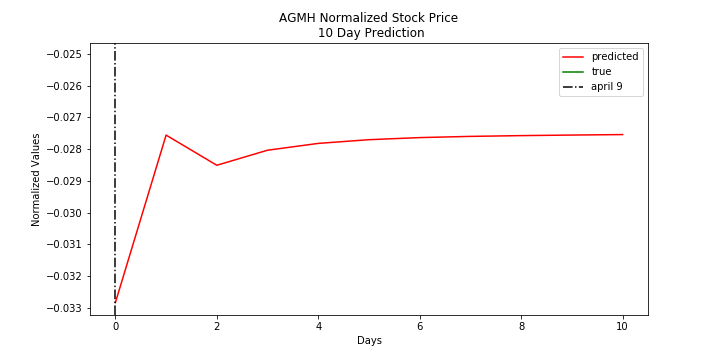 AGMH Normalized Stock Price
10 Day Prediction
−0.025
−0.026
−0.027
−0.028
−0.029
−0.030
−0.031
−0.032
−0.033
Normalized Values
predicted
true
april 9
0
2
4
6
8
10
Days